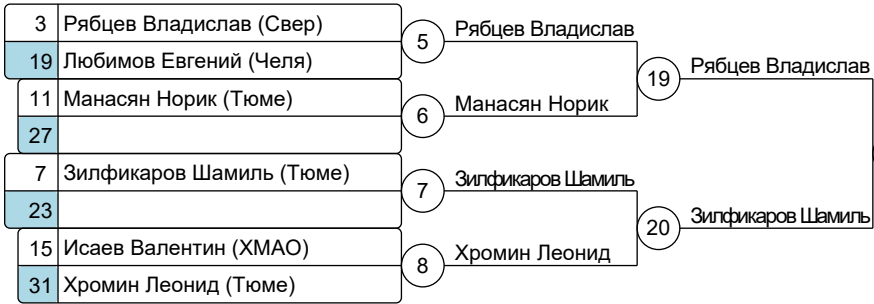 3 Рябцев Владислав (Свер)
19 Любимов Евгений (Челя)
5 Рябцев Владислав
11 Манасян Норик (Тюме)
27
6 Манасян Норик
19 Рябцев Владислав
7 Зилфикаров Шамиль (Тюме)
23
7 Зилфикаров Шамиль
15 Исаев Валентин (ХМАО)
31 Хромин Леонид (Тюме)
8 Хромин Леонид
20 Зилфикаров Шамиль